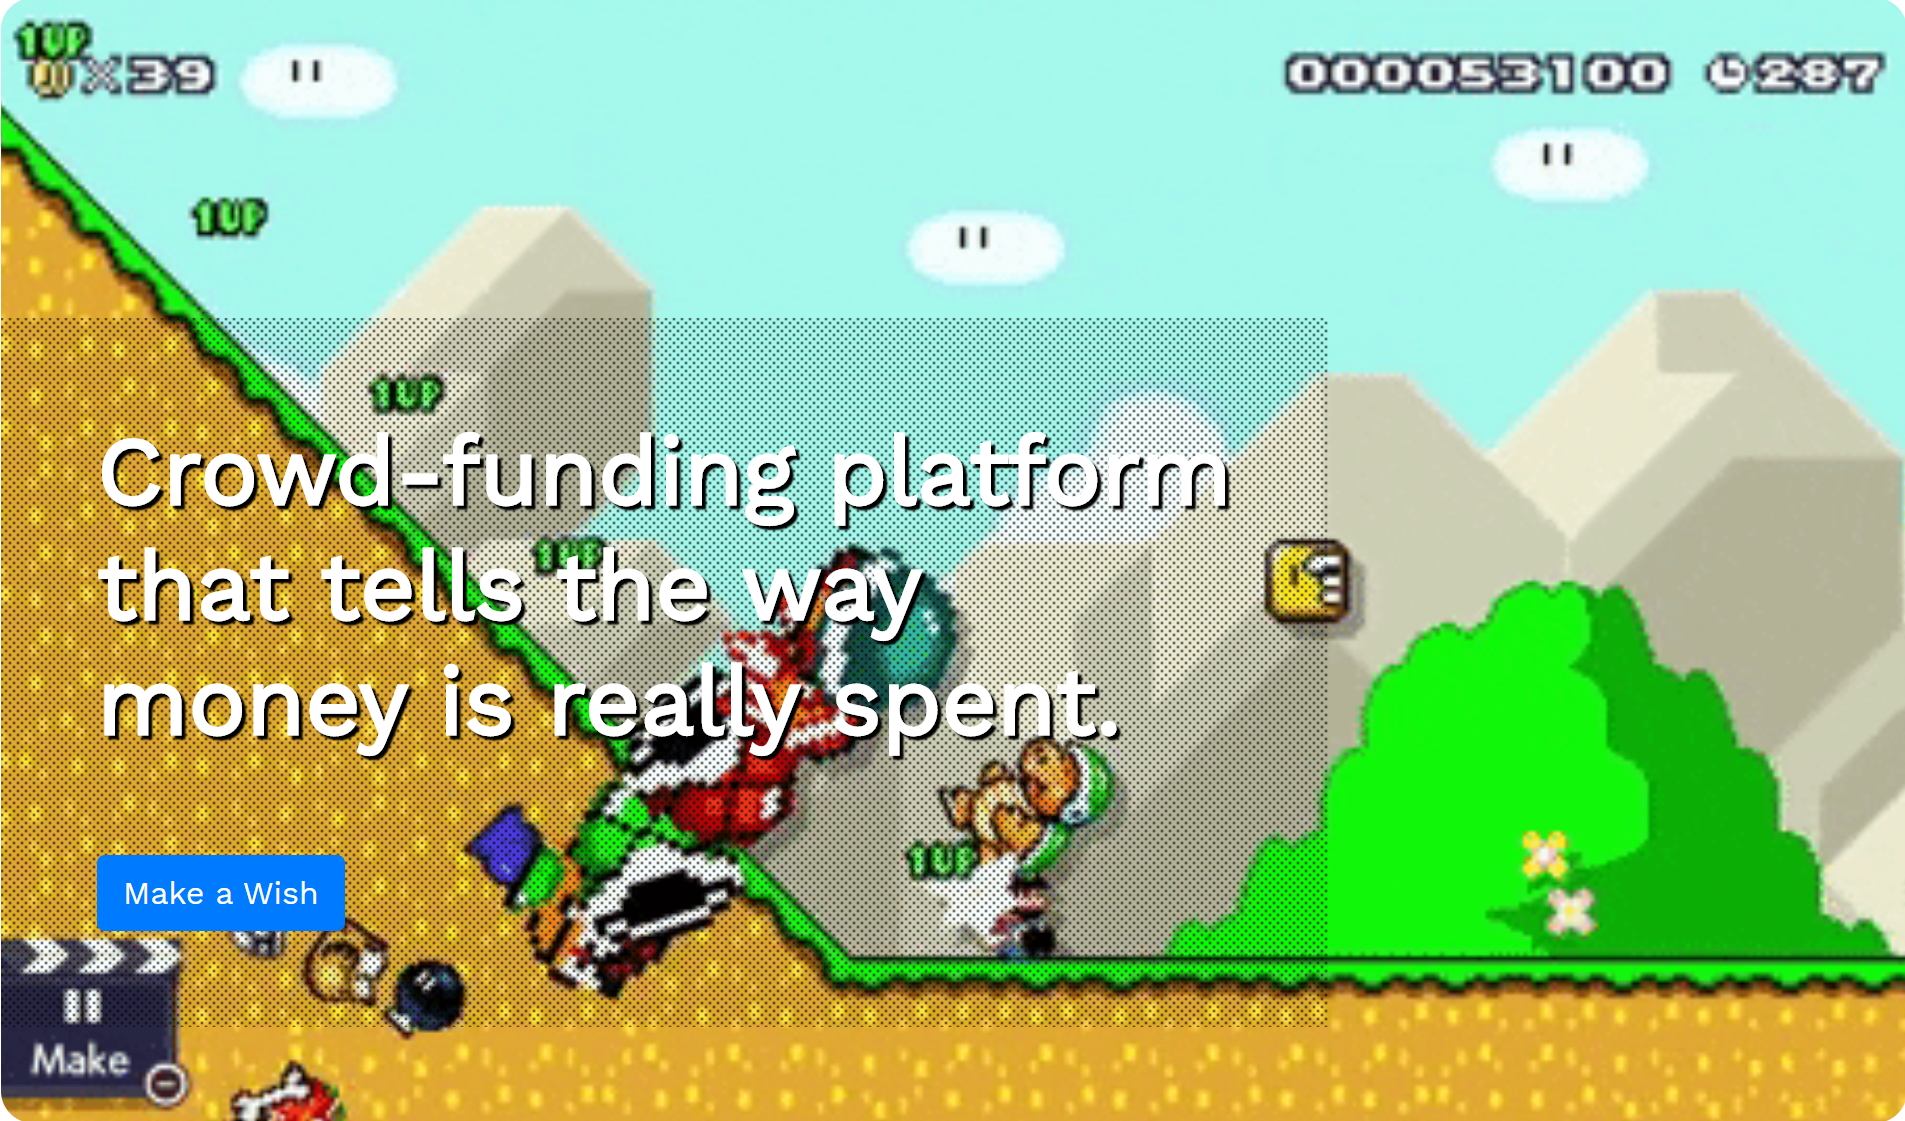 1UP
×39
000053100 287
1UP
1UP
Crowd-funding platform
1UP
that tells the way
money is really spent.
1UP
Make a Wish
Make